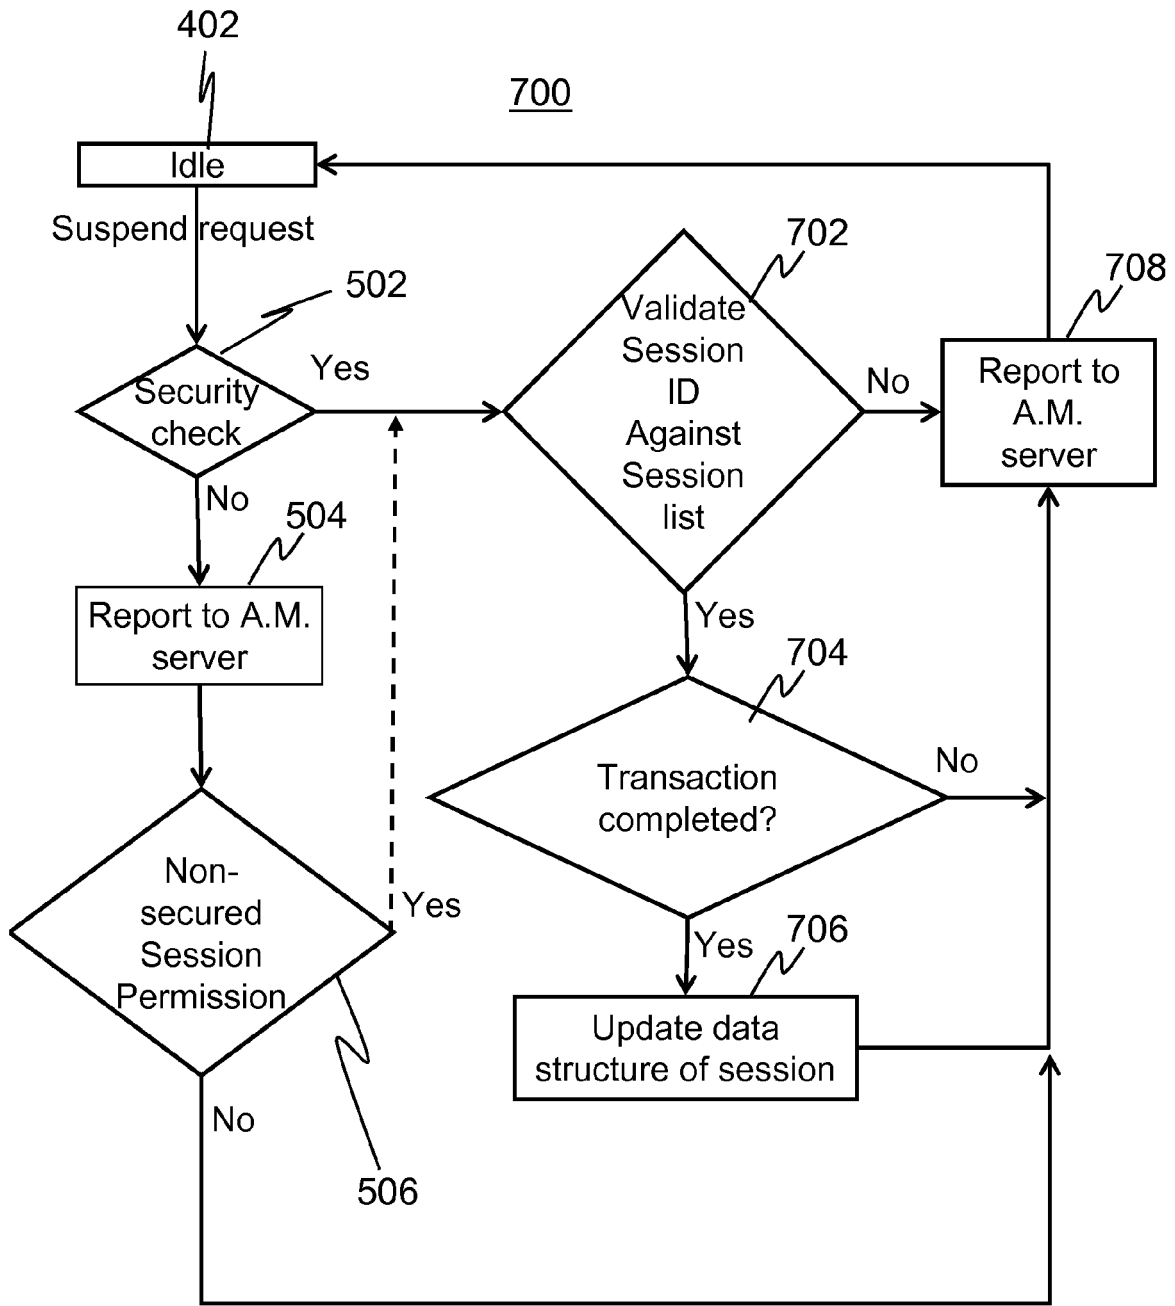 402
700
Idle
Suspend request
702
708
502
Yes
Security
check
Validate
Session
ID
Against
Session
list
No
Report to
A.M.
server
No
504
Report to A.M.
server
Yes
704
Transaction
completed?
No
Non-
secured
Session
Permission
Yes
Yes
706
Update data
structure of session
No
506